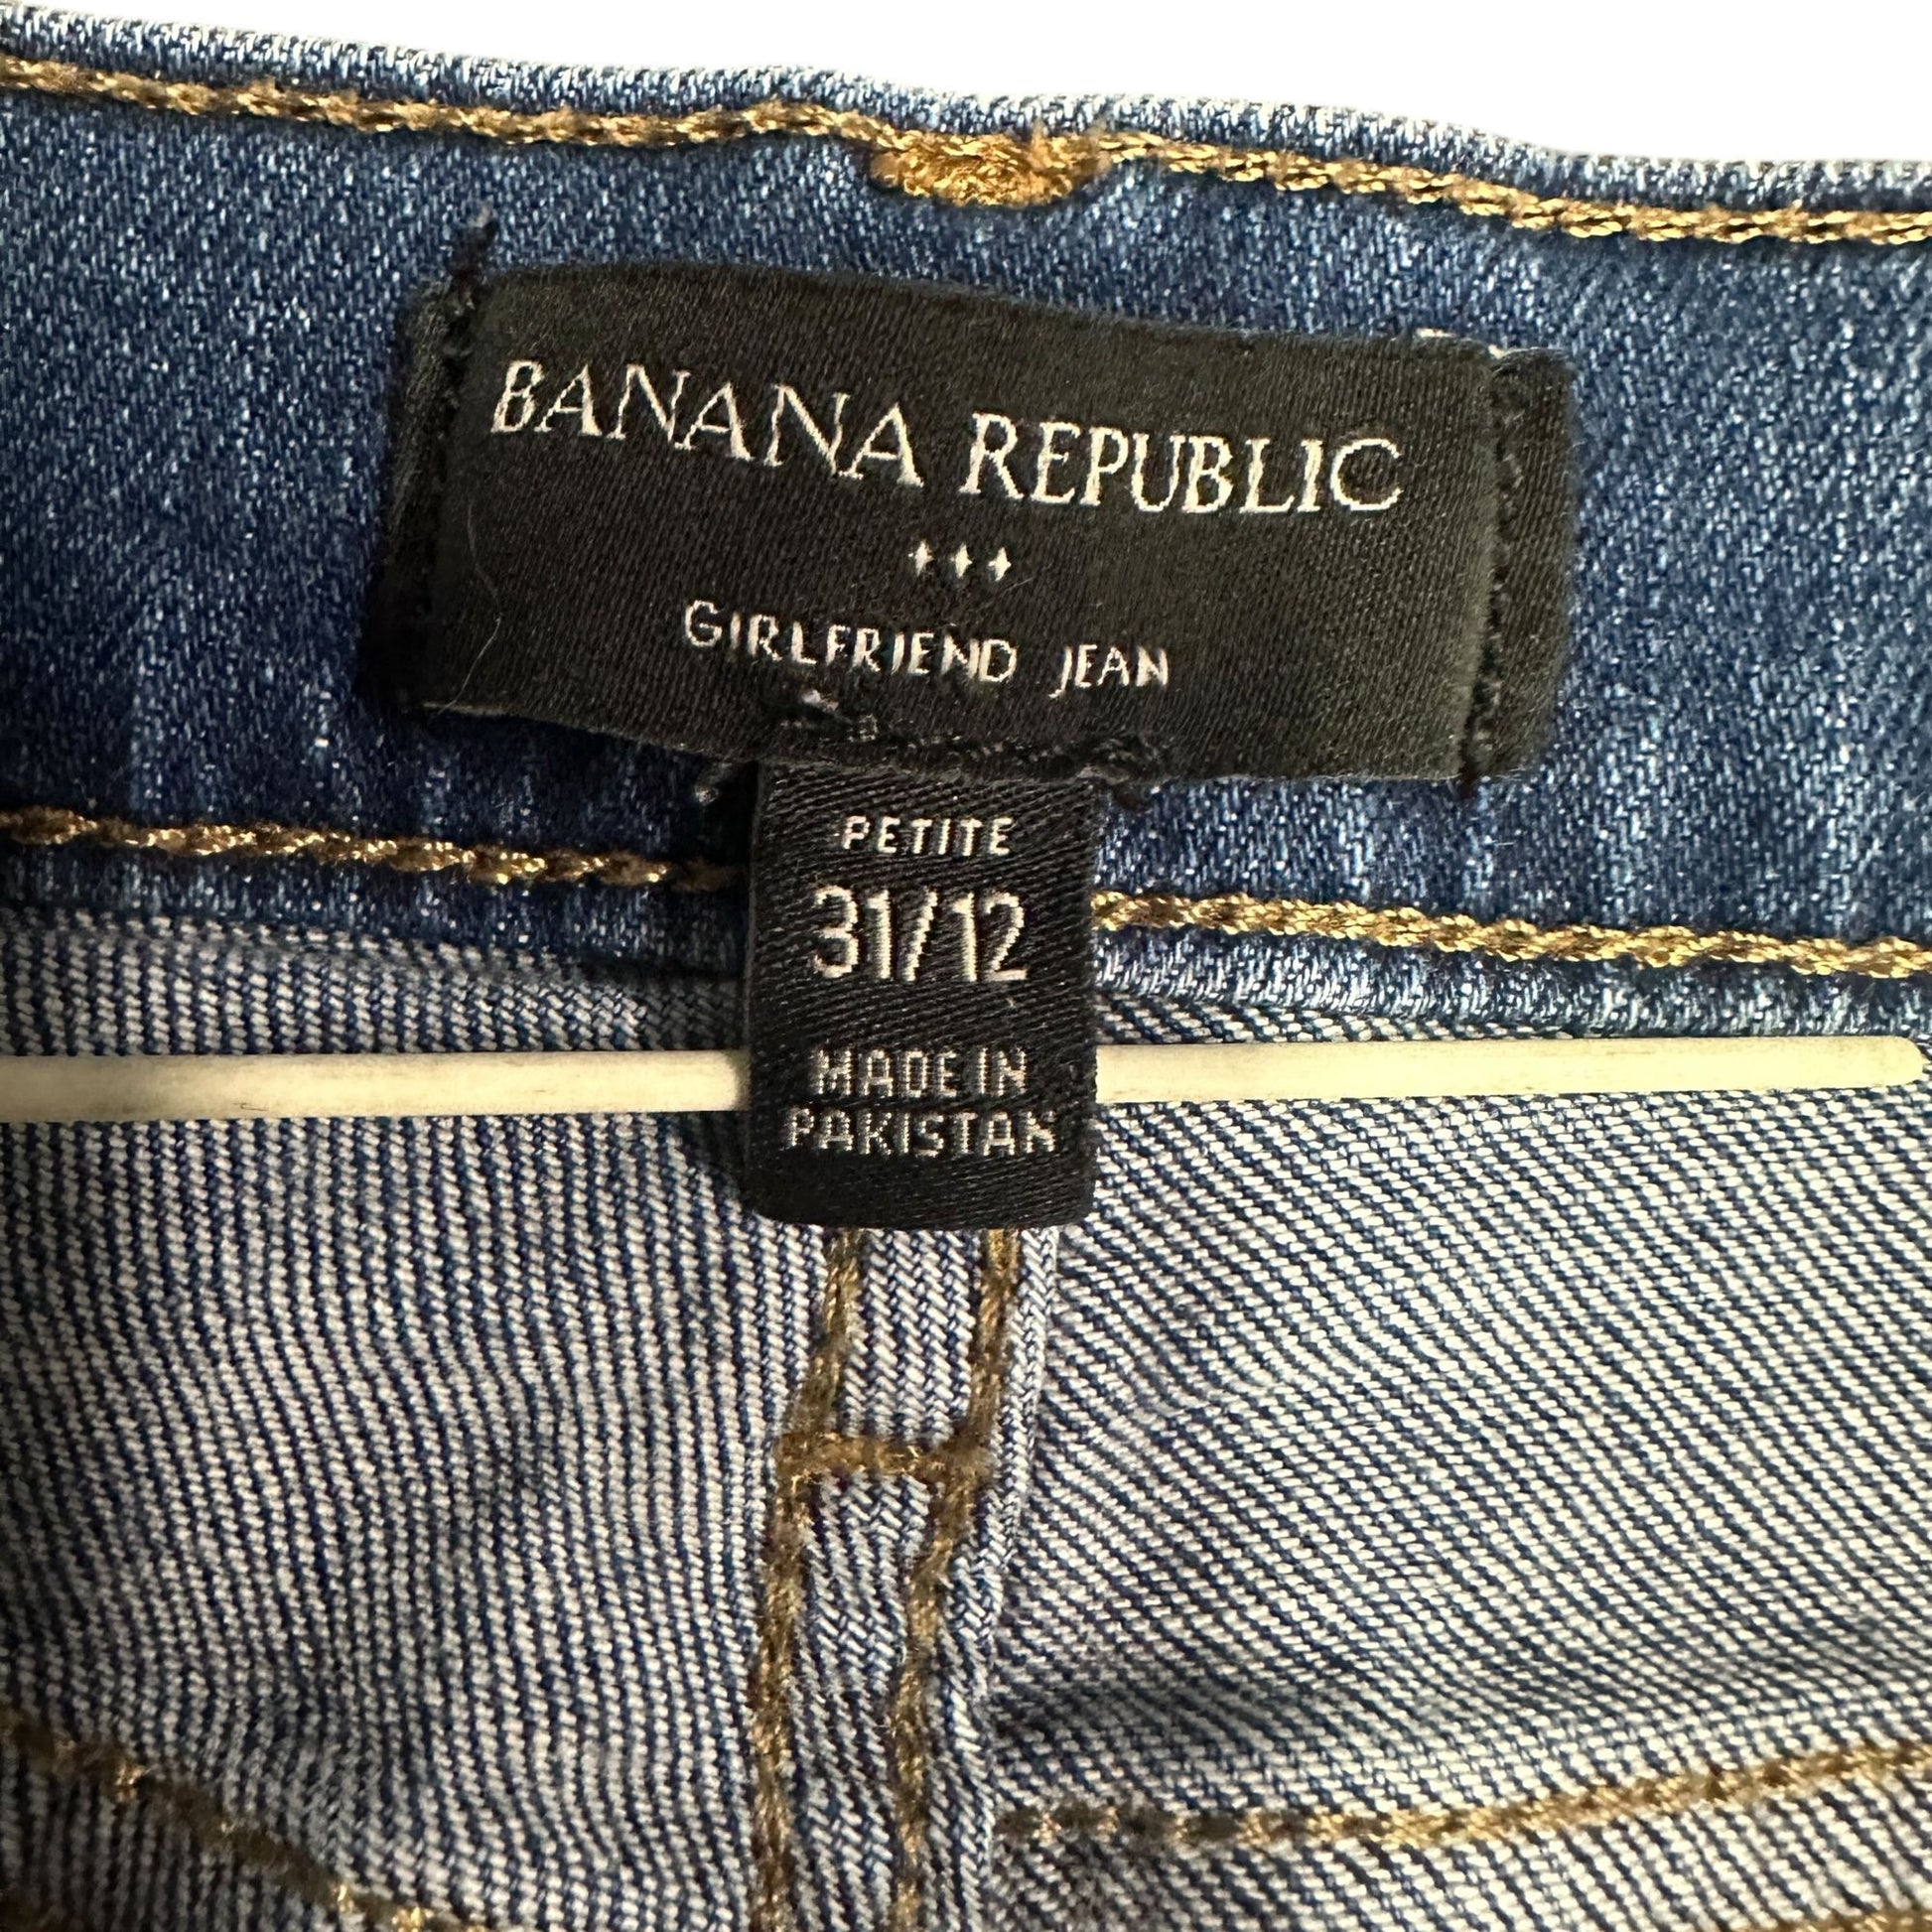 BANANA REPUBLIC
GIRLFRIEND JEAN
PETITE
31/12
MADE IN
PAKISTAN